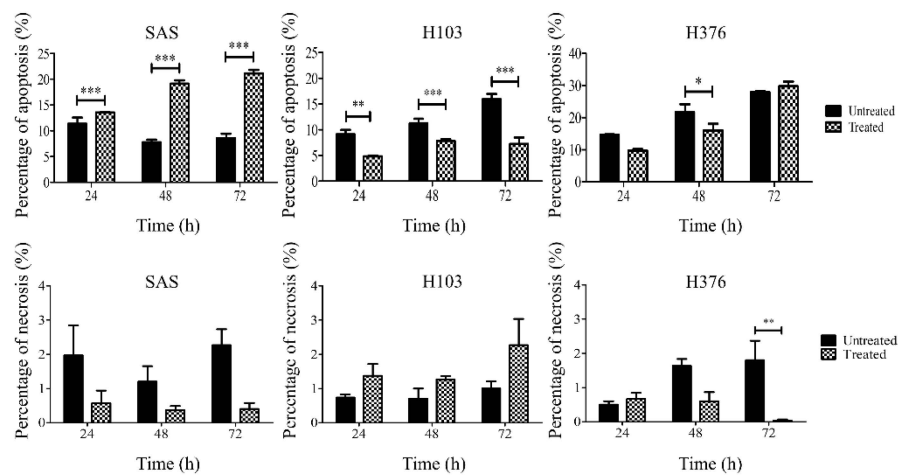 SAS
H103
H376
Percentage of apoptosis (%)
25
20
15
10
5
0
***
***
***
24
48
72
Time (h)
Percentage of apoptosis (%)
25
20
15
10
5
0
**
***
***
24
48
72
Time (h)
Percentage of apoptosis (%)
40
30
20
10
0
*
24
48
72
Time (h)
Untreated
Treated
SAS
H103
H376
Percentage of necrosis (%)
4
3
2
1
0
24
48
72
Time (h)
Percentage of necrosis (%)
4
3
2
1
0
24
48
72
Time (h)
Percentage of necrosis (%)
4
3
2
1
0
**
24
48
72
Time (h)
Untreated
Treated